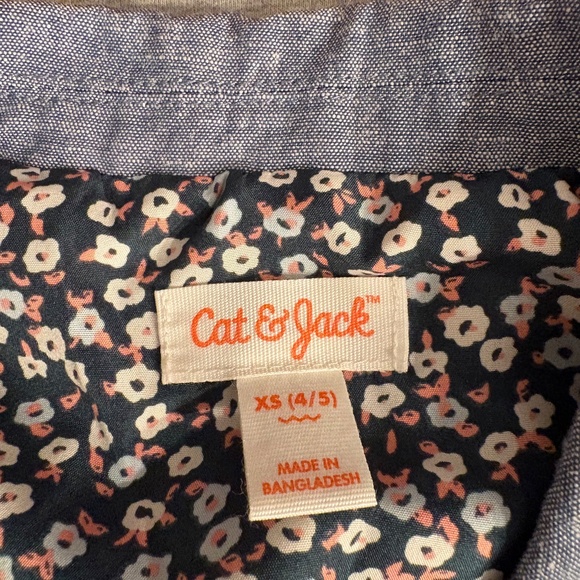 Cat & Jack™
XS (4/5)
MADE IN
BANGLADESH